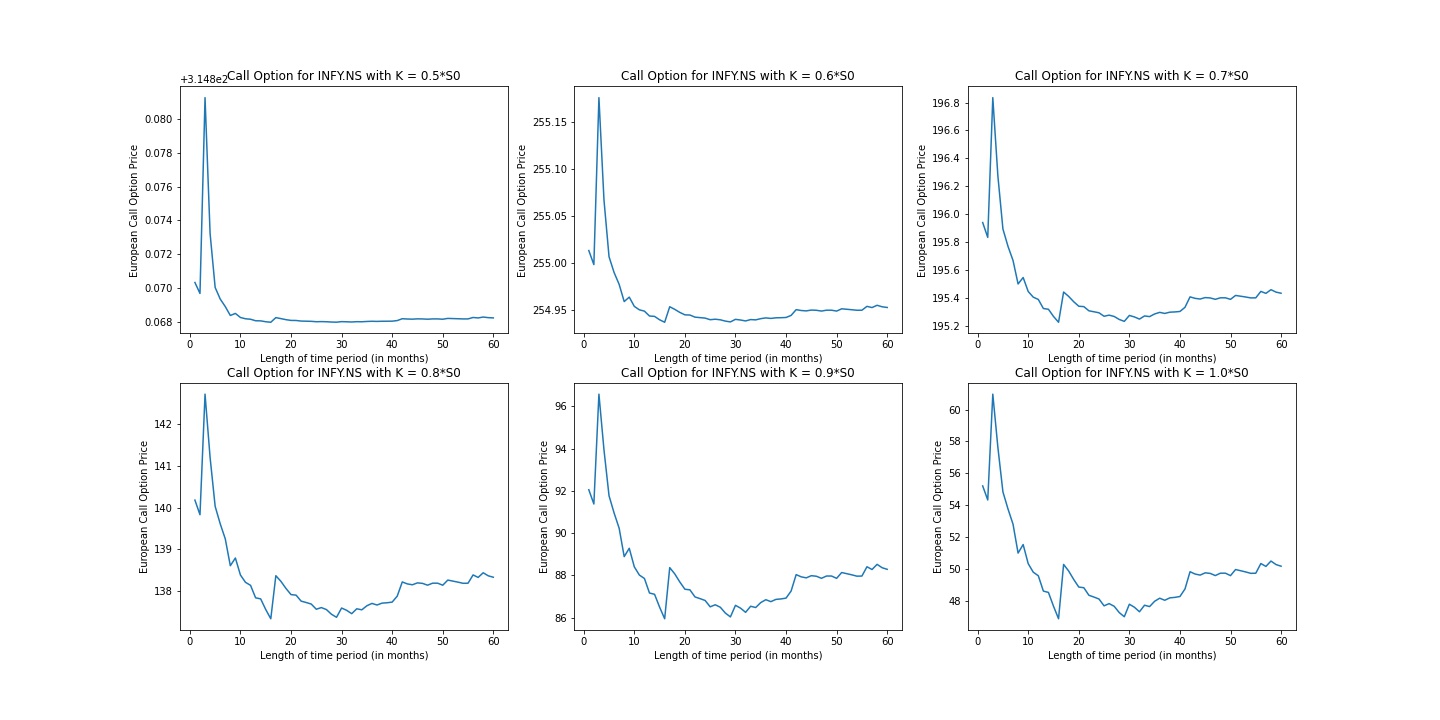 Call Option for INFY.NS with K = 0.5*S0
+3.148e2
European Call Option Price
0.080
0.078
0.076
0.074
0.072
0.070
0.068
0 10 20 30 40 50 60
Length of time period (in months)
Call Option for INFY.NS with K = 0.6*S0
European Call Option Price
255.15
255.10
255.05
255.00
254.95
0 10 20 30 40 50 60
Length of time period (in months)
Call Option for INFY.NS with K = 0.7*S0
European Call Option Price
196.8
196.6
196.4
196.2
196.0
195.8
195.6
195.4
195.2
0 10 20 30 40 50 60
Length of time period (in months)
Call Option for INFY.NS with K = 0.8*S0
European Call Option Price
142
141
140
139
138
0 10 20 30 40 50 60
Length of time period (in months)
Call Option for INFY.NS with K = 0.9*S0
European Call Option Price
96
94
92
90
88
86
0 10 20 30 40 50 60
Length of time period (in months)
Call Option for INFY.NS with K = 1.0*S0
European Call Option Price
60
58
56
54
52
50
48
0 10 20 30 40 50 60
Length of time period (in months)